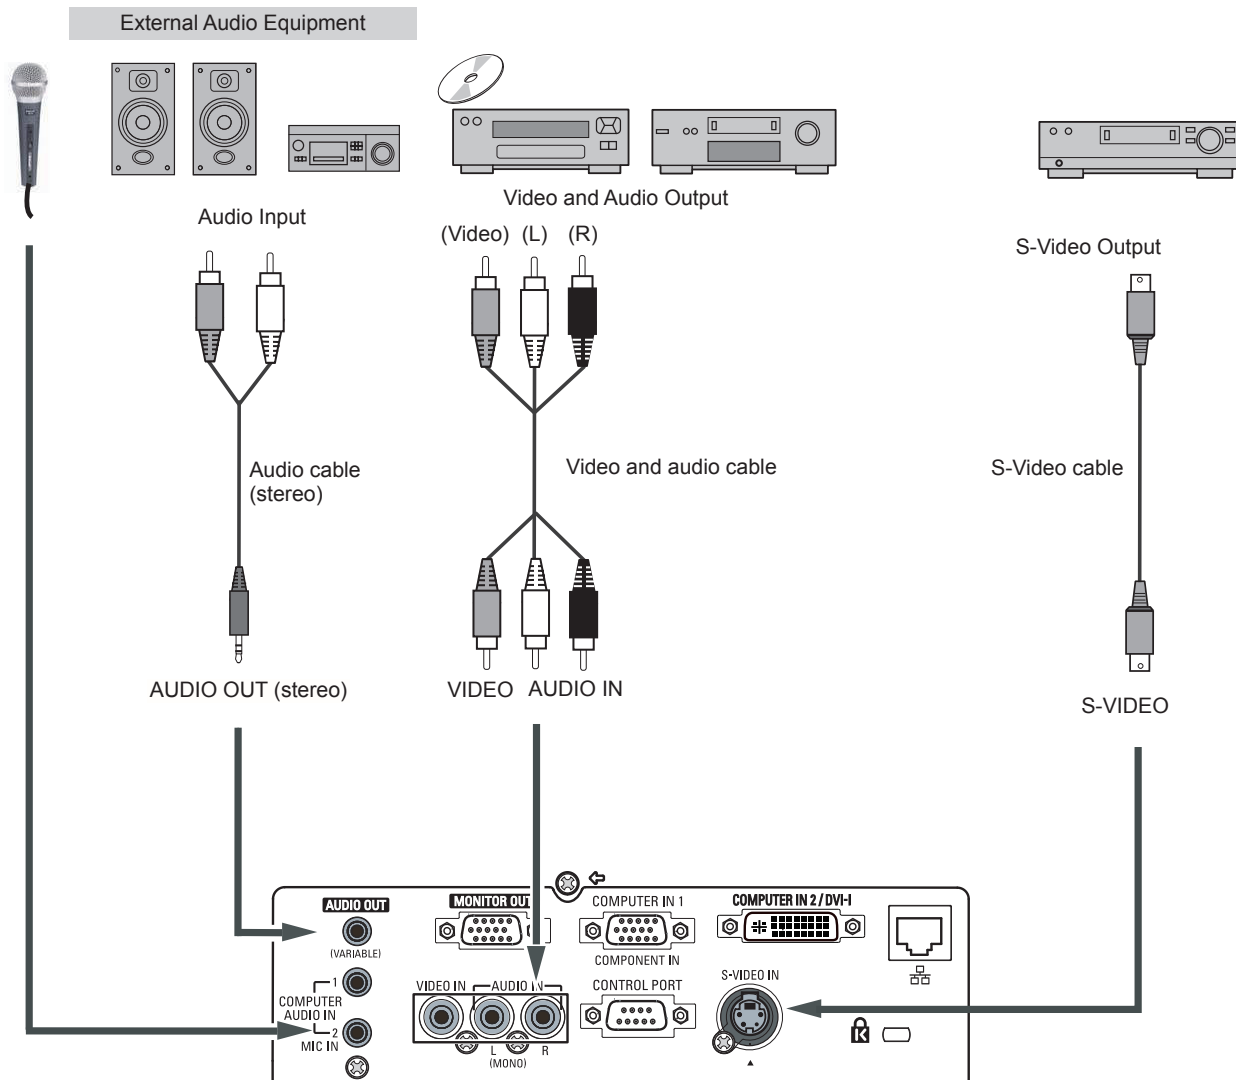 External Audio Equipment
Audio Input
Video and Audio Output
(Video) (L) (R)
S-Video Output
Audio cable
(stereo)
Video and audio cable
S-Video cable
AUDIO OUT (stereo)
VIDEO AUDIO IN
S-VIDEO
AUDIO OUT
(VARIABLE)
MONITOR OUT
COMPUTER IN 1
COMPONENT IN
COMPUTER IN 2 / DVI-I
1
COMPUTER
AUDIO IN
2
MIC IN
VIDEO IN
AUDIO IN
L
(MONO)
R
CONTROL PORT
S-VIDEO IN
K